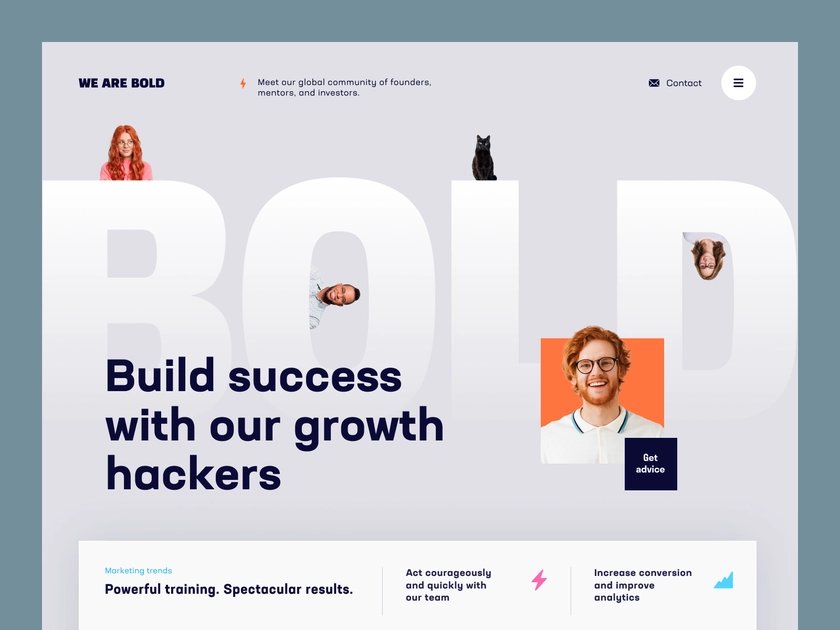 WE ARE BOLD
Meet our global community of founders,
mentors, and investors.
Contact
BOLD
Build success
with our growth
hackers
Get
advice
Marketing trends
Powerful training. Spectacular results.
Act courageously
and quickly with
our team
Increase conversion
and improve
analytics